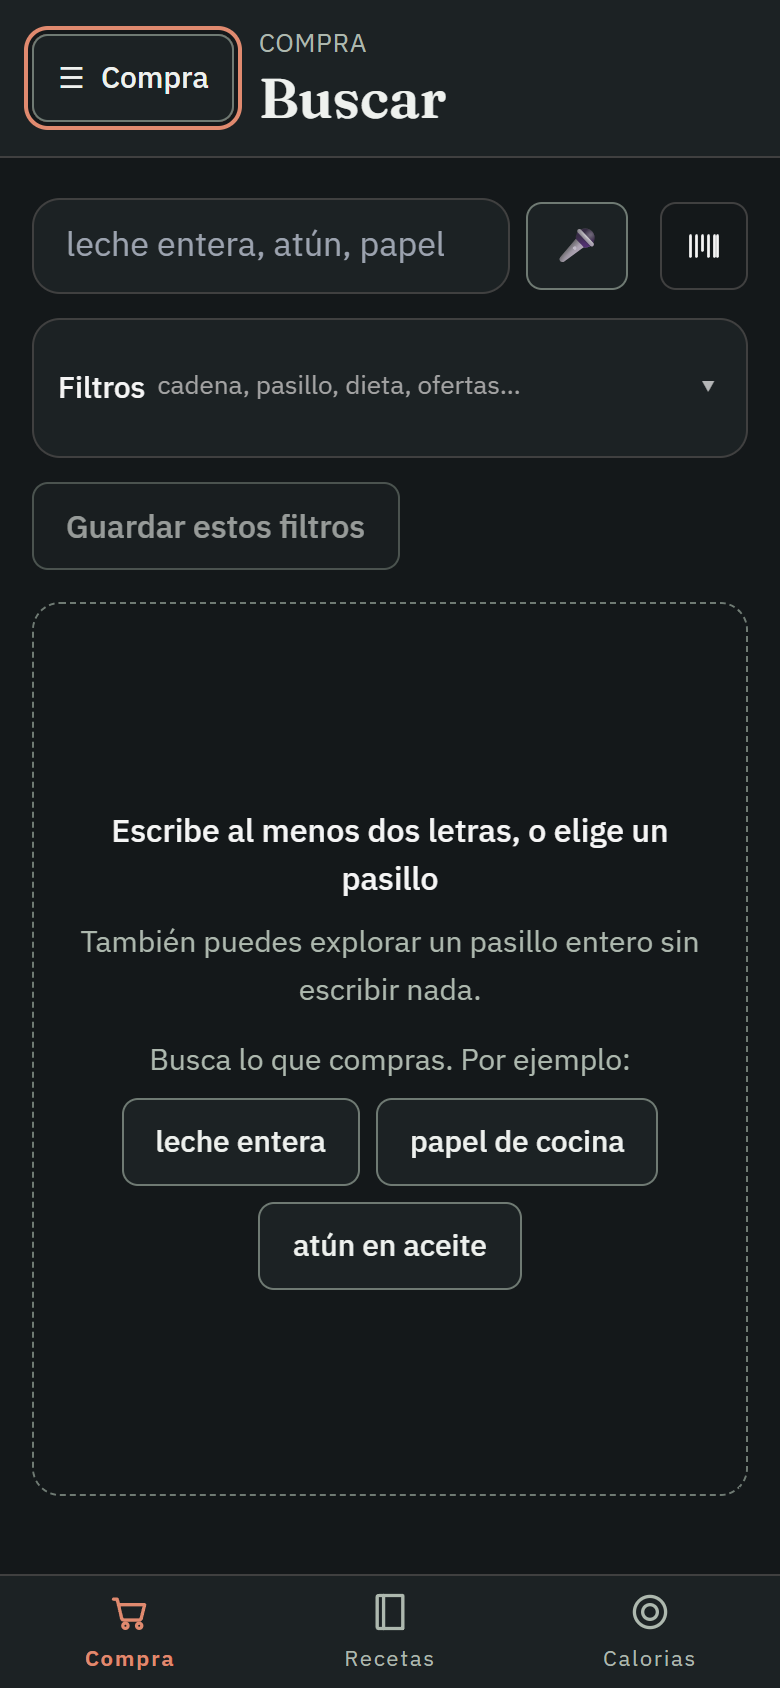 ☰ Compra
COMPRA
Buscar
leche entera, atún, papel
Filtros cadena, pasillo, dieta, ofertas...
Guardar estos filtros
Escribe al menos dos letras, o elige un
pasillo
También puedes explorar un pasillo entero sin
escribir nada.
Busca lo que compras. Por ejemplo:
leche entera
papel de cocina
atún en aceite
Compra
Recetas
Calorias